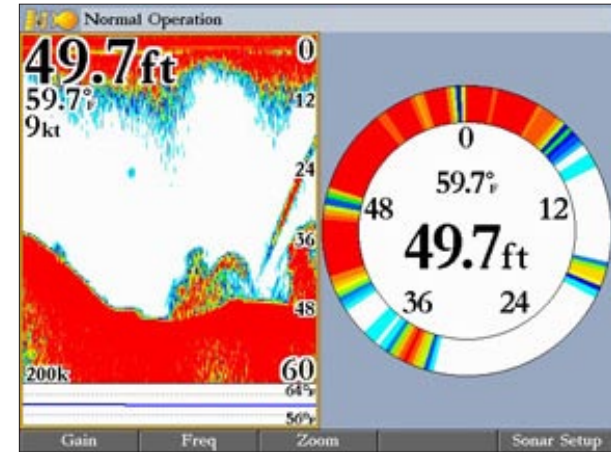 Normal Operation
49.7ft
59.7°F
9kt
0
12
24
36
48
60
200k
64°F
56°F
0
12
24
36
48
59.7°F
49.7ft
Gain Freq Zoom Sonar Setup